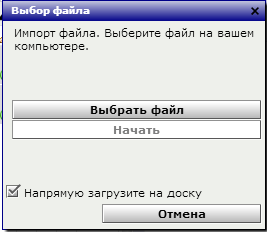 Выбор файла
Импорт файла. Выберите файл на вашем
компьютере.
Выбрать файл
Начать
Напрямую загрузите на доску
Отмена